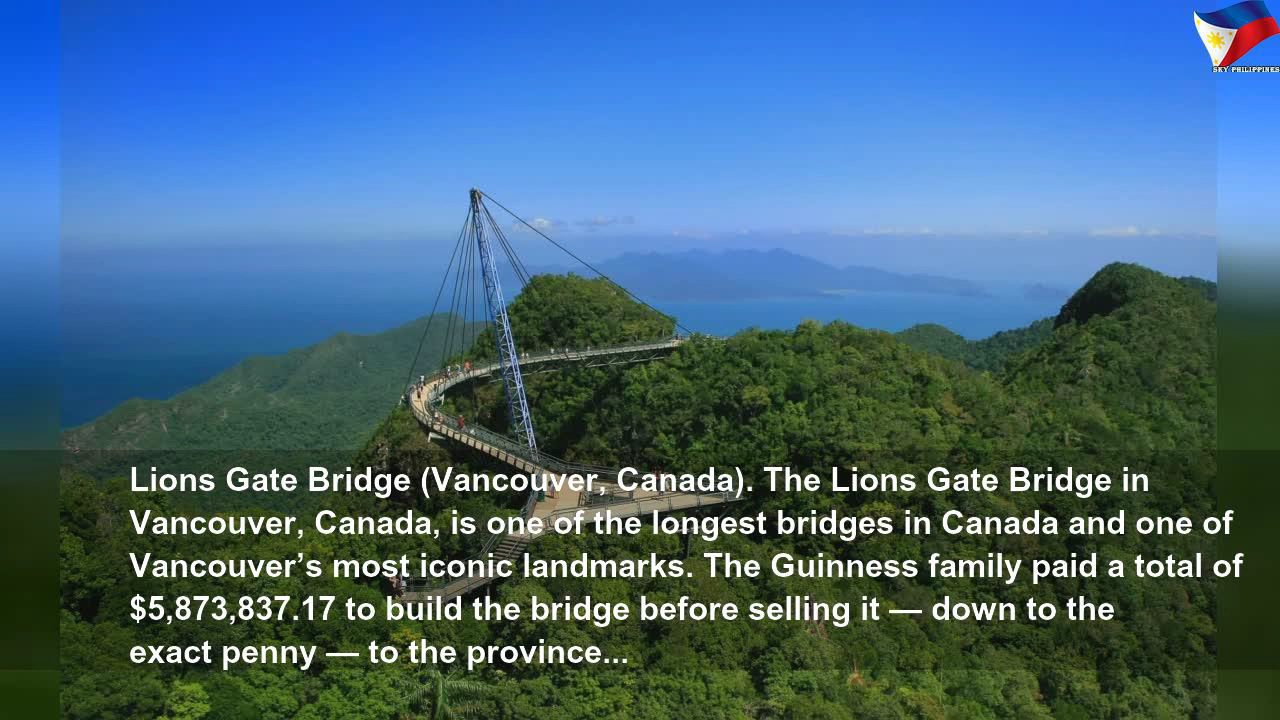 SKY PHILIPPINES
Lions Gate Bridge (Vancouver, Canada). The Lions Gate Bridge in
Vancouver, Canada, is one of the longest bridges in Canada and one of
Vancouver’s most iconic landmarks. The Guinness family paid a total of
$5,873,837.17 to build the bridge before selling it — down to the
exact penny — to the province...